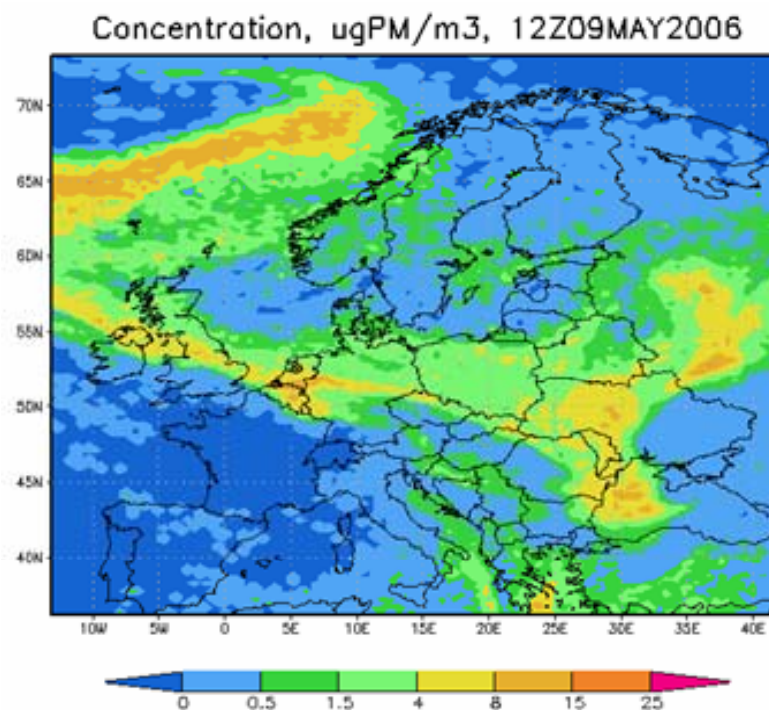 Concentration, ugPM/m3, 12Z09MAY2006
70N
65N
60N
55N
50N
45N
40N
10W 5W 0 5E 10E 15E 20E 25E 30E 35E 40E
0 0.5 1.5 4 8 15 25